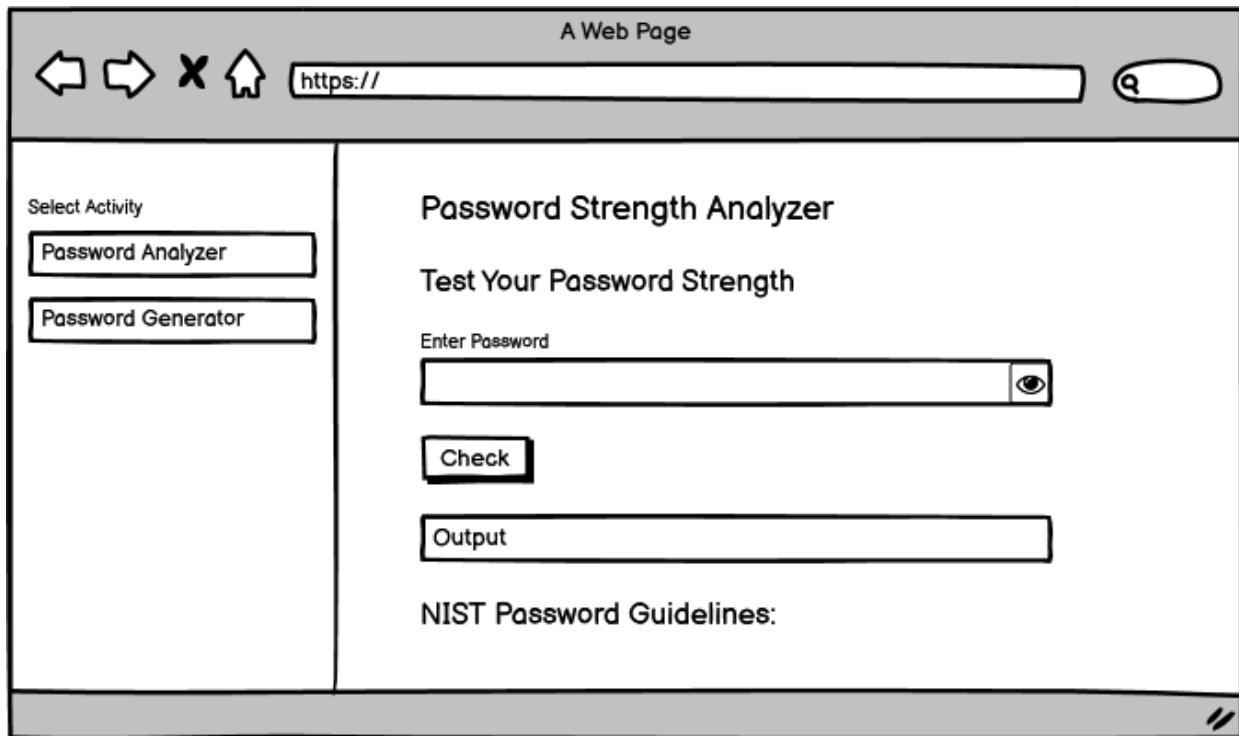 A Web Page
https://
Select Activity
Password Analyzer
Password Generator
Password Strength Analyzer
Test Your Password Strength
Enter Password
Check
Output
NIST Password Guidelines: